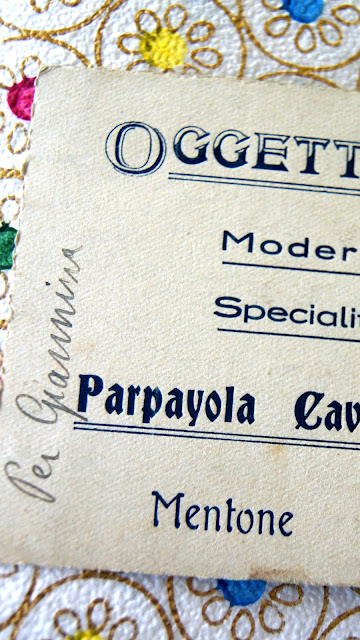 OGGETT
Moder
Specialit
Parpayola Cav
Mentone
Per Giannina